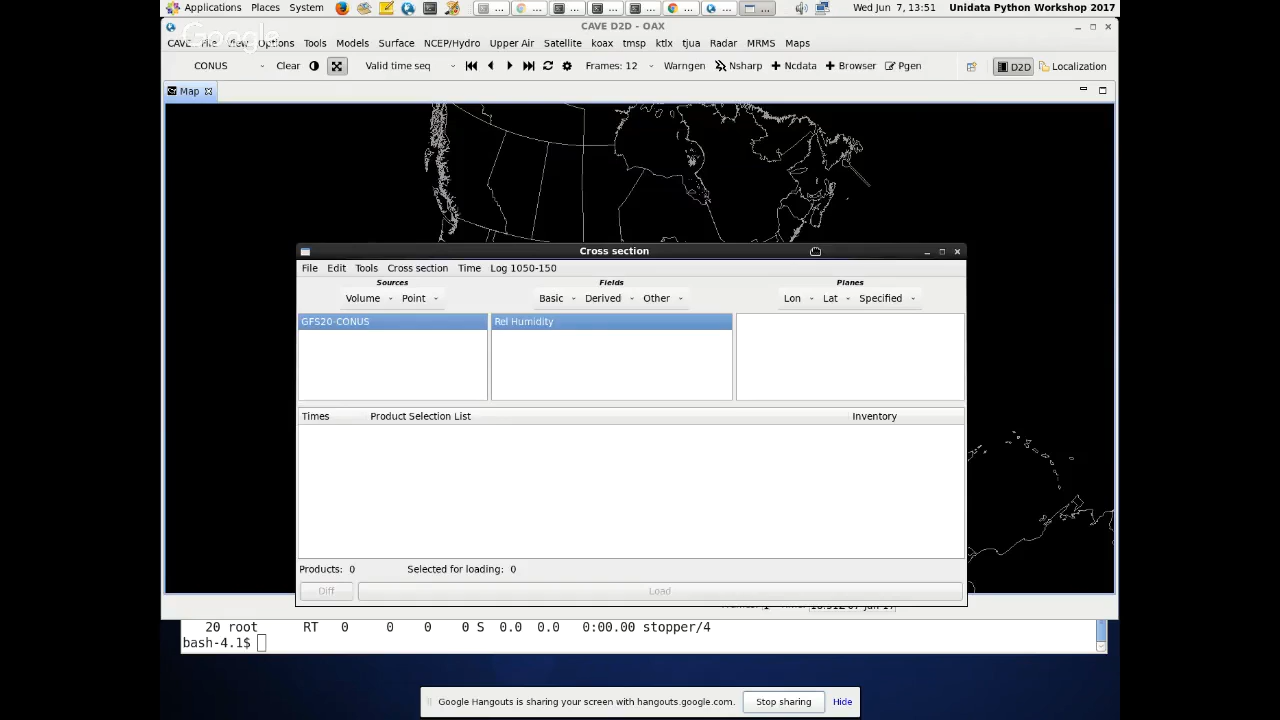 Applications Places System ... ... ... ... ... ... ... ... Wed Jun 7, 13:51 Unidata Python Workshop 2017
Google
CAVE D2D - OAX
CAVE File View Options Tools Models Surface NCEP/Hydro Upper Air Satellite koax tmsp ktlx tjua Radar MRMS Maps
CONUS Clear Valid time seq Frames: 12 Warngen Nsharp Ncdata Browser Pgen D2D Localization
Map
Cross section
File Edit Tools Cross section Time Log 1050-150
Sources Fields Planes
Volume Point Basic Derived Other Lon Lat Specified
GFS20-CONUS Rel Humidity
Times Product Selection List Inventory
Products: 0 Selected for loading: 0
Diff Load
20 root RT 0 0 0 0 S 0.0 0.0 0:00.00 stopper/4
bash-4.1$
Google Hangouts is sharing your screen with hangouts.google.com. Stop sharing Hide